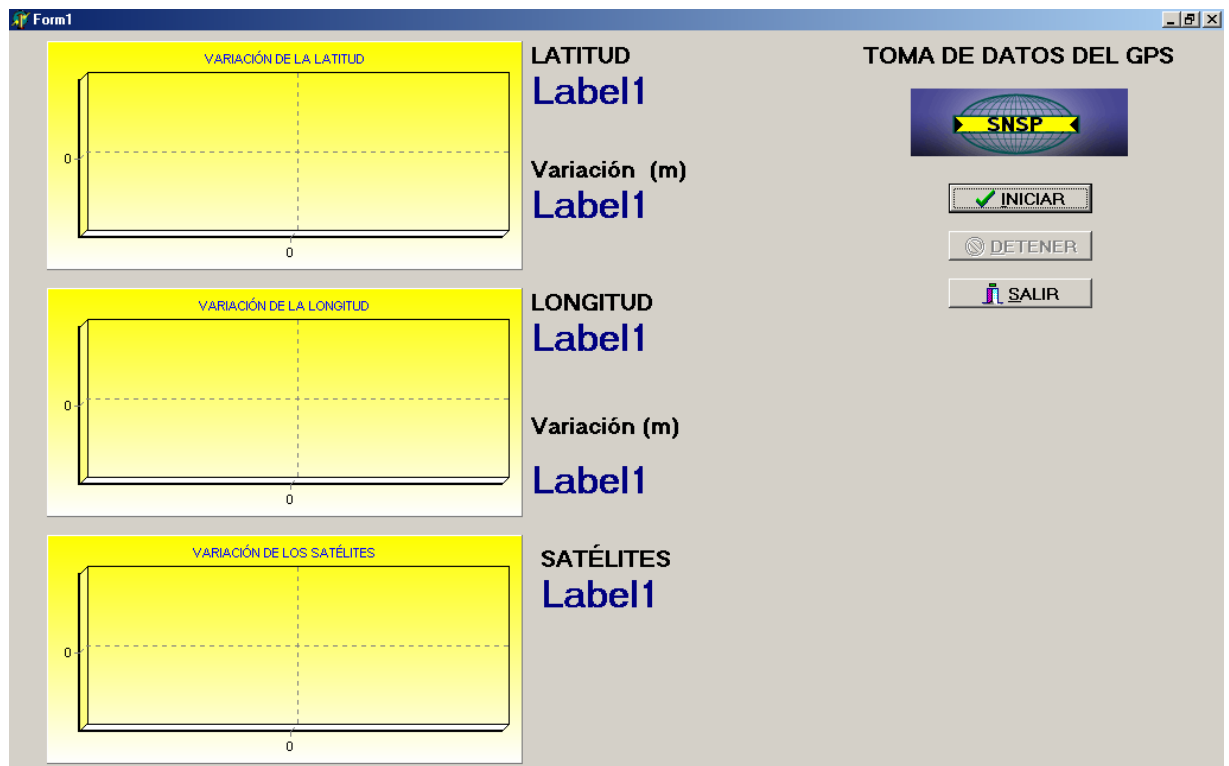 Form1
VARIACIÓN DE LA LATITUD
0
0
LATITUD
Label1
Variación (m)
Label1
TOMA DE DATOS DEL GPS
SNSP
INICIAR
DETENER
SALIR
VARIACIÓN DE LA LONGITUD
0
0
LONGITUD
Label1
Variación (m)
Label1
VARIACIÓN DE LOS SATÉLITES
0
0
SATÉLITES
Label1